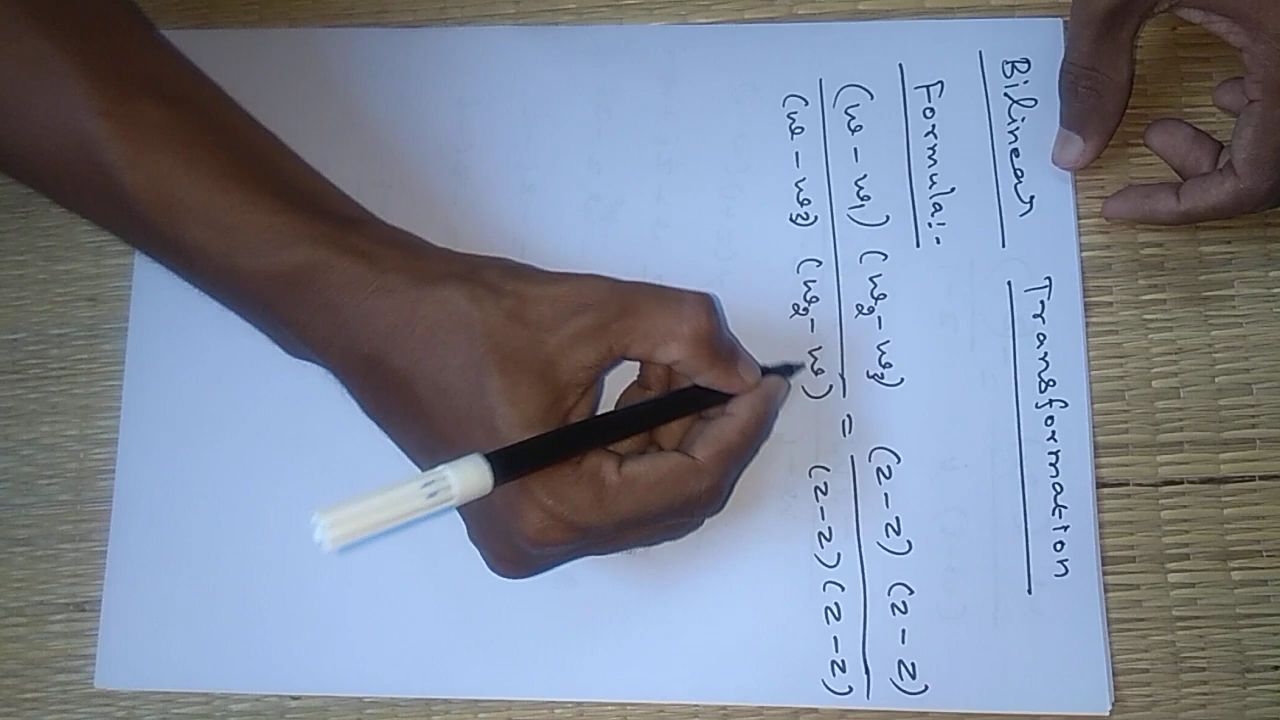 Bilinear Transformation
Formula:-
(w - w₁) (w₂ - w₃) / (w - w₃) (w₂ - w) = (z - z) (z - z) / (z - z) (z - z)